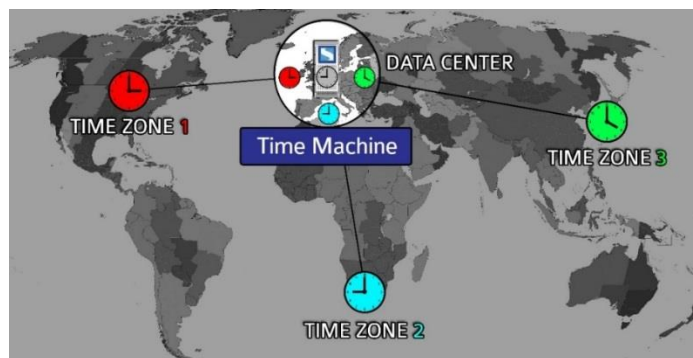 DATA CENTER
TIME ZONE 1
Time Machine
TIME ZONE 3
TIME ZONE 2